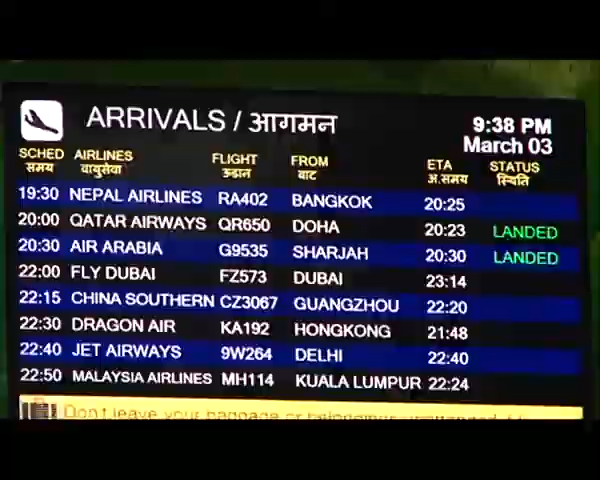 ARRIVALS / आगमन
9:38 PM
March 03
SCHED AIRLINES FLIGHT FROM ETA STATUS
समय वायुसेवा उडान बाट अ.समय स्थिति
19:30 NEPAL AIRLINES RA402 BANGKOK 20:25
20:00 QATAR AIRWAYS QR650 DOHA 20:23 LANDED
20:30 AIR ARABIA G9535 SHARJAH 20:30 LANDED
22:00 FLY DUBAI FZ573 DUBAI 23:14
22:15 CHINA SOUTHERN CZ3067 GUANGZHOU 22:20
22:30 DRAGON AIR KA192 HONGKONG 21:48
22:40 JET AIRWAYS 9W264 DELHI 22:40
22:50 MALAYSIA AIRLINES MH114 KUALA LUMPUR 22:24
Don't leave your baggage or belongings unattended.